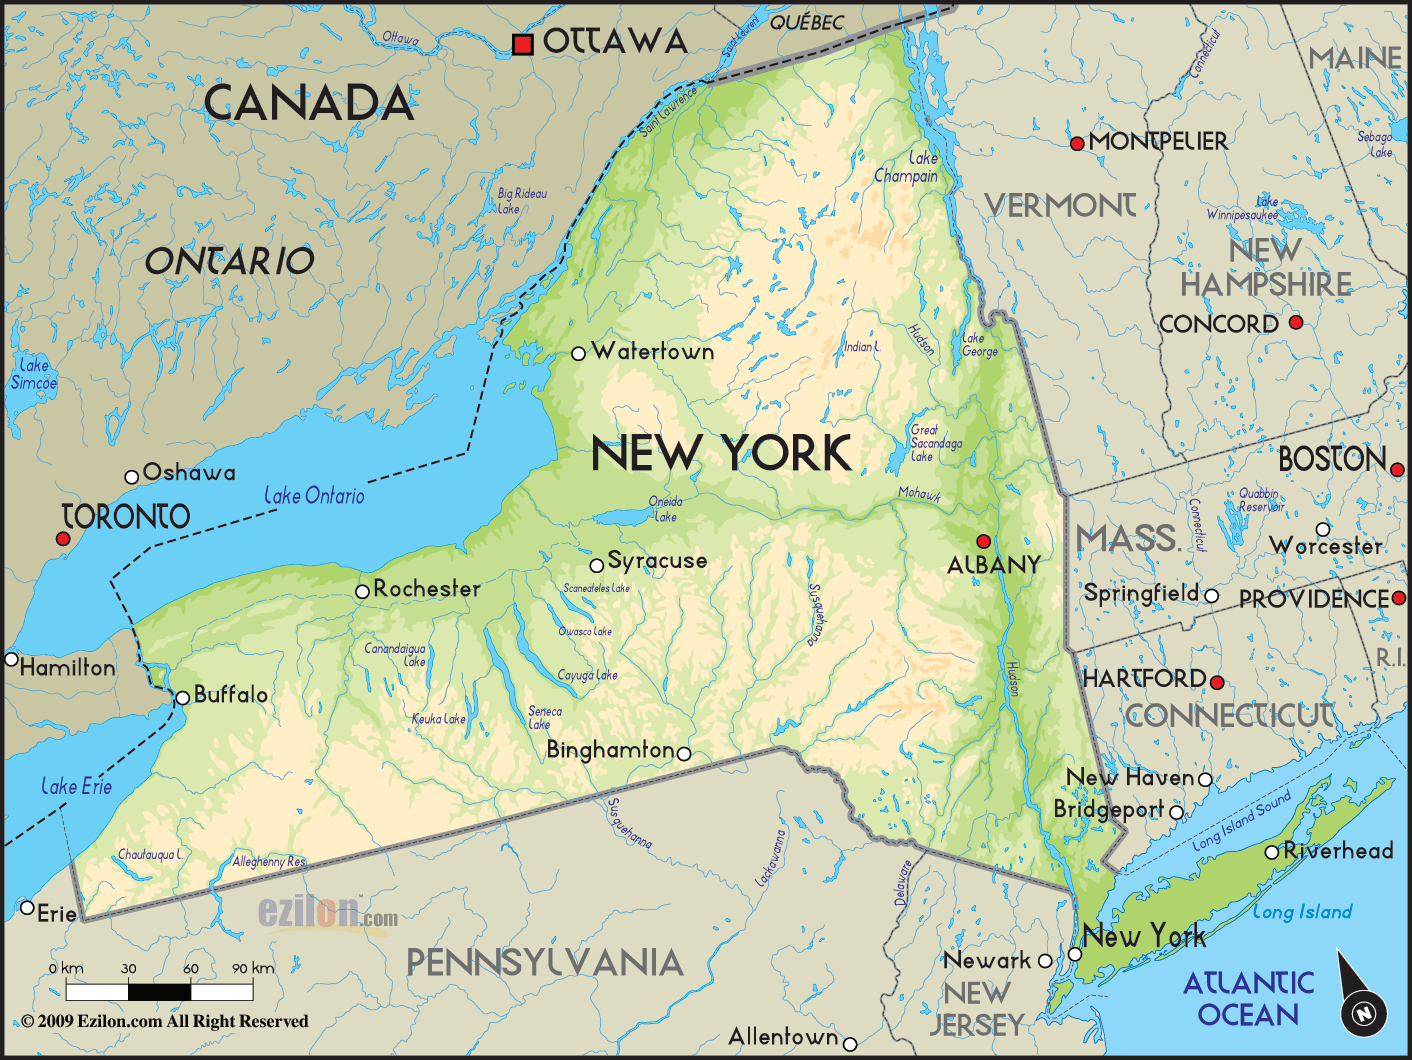 QUÉBEC
OTTAWA
Ottawa
Saint-Laurent
Connecticut
MAINE
CANADA
Saint Lawrence
MONTPELIER
Sebago
Lake
Lake
Champain
Big Rideau
Lake
VERMONT
Lake
Winnipesaukee
ONTARIO
NEW
HAMPSHIRE
CONCORD
Watertown
Indian L.
Hudson
Lake
George
Lake
Simcoe
NEW YORK
Great
Sacandaga
Lake
BOSTON
Oshawa
Lake Ontario
Mohawk
Oneida
Lake
Connecticut
Quabbin
Reservoir
TORONTO
MASS.
Worcester
Syracuse
ALBANY
Rochester
Scaneateles Lake
Susquehanna
Springfield
PROVIDENCE
Owasco Lake
Canandaigua
Lake
Hamilton
R.I.
Cayuga Lake
Hudson
HARTFORD
Buffalo
Keuka Lake
Seneca
Lake
CONNECTICUT
Binghamton
New Haven
Lake Erie
Bridgeport
Susquehanna
Long Island Sound
Chautauqua L.
Alleghenny Res.
Lackawanna
Delaware
Riverhead
Erie
ezilon.com
Long Island
New York
PENNSYLVANIA
Newark
0 km 30 60 90 km
NEW
JERSEY
ATLANTIC
OCEAN
N
© 2009 Ezilon.com All Right Reserved
Allentown